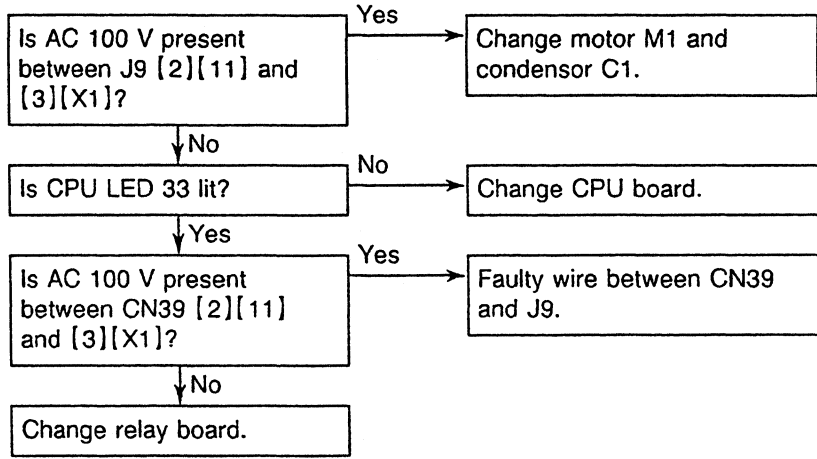 Is AC 100 V present
between J9 [2][11] and
[3][X1]?
Yes
Change motor M1 and
condensor C1.
No
Is CPU LED 33 lit?
No
Change CPU board.
Yes
Is AC 100 V present
between CN39 [2][11]
and [3][X1]?
Yes
Faulty wire between CN39
and J9.
No
Change relay board.